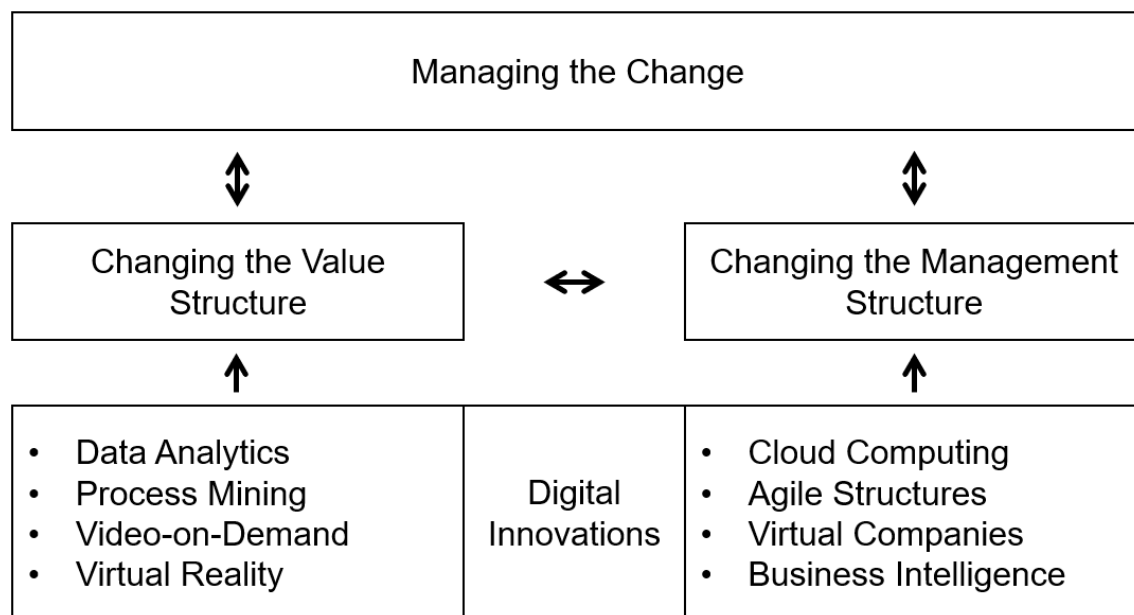 Managing the Change
Changing the Value
Structure
Changing the Management
Structure
• Data Analytics
• Process Mining
• Video-on-Demand
• Virtual Reality
Digital
Innovations
• Cloud Computing
• Agile Structures
• Virtual Companies
• Business Intelligence